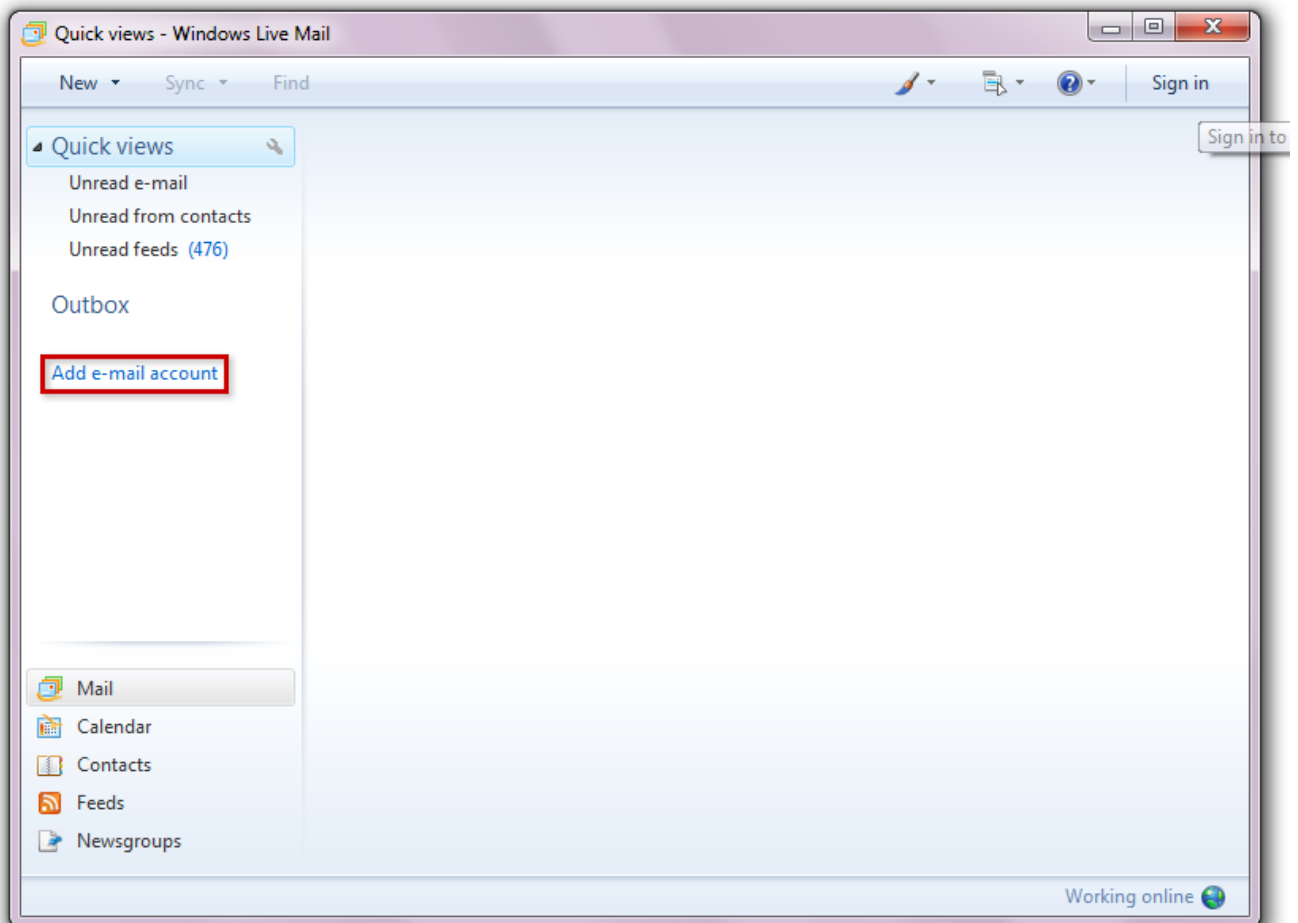 Quick views - Windows Live Mail
New Sync Find Sign in
Sign in to
Quick views
Unread e-mail
Unread from contacts
Unread feeds (476)
Outbox
Add e-mail account
Mail
Calendar
Contacts
Feeds
Newsgroups
Working online